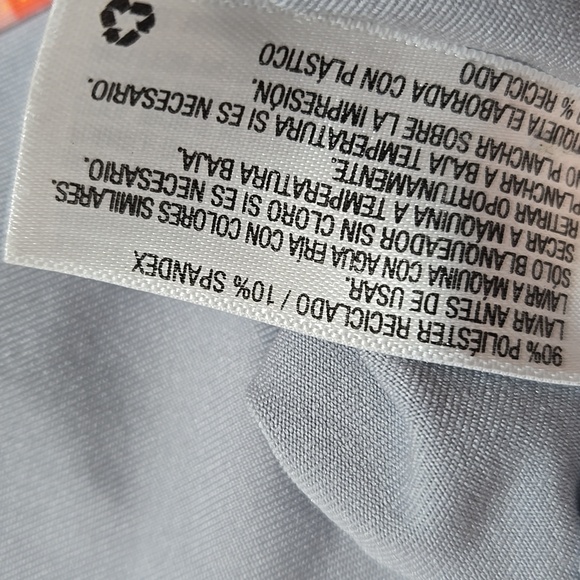 90% POLIÉSTER RECICLADO / 10% SPANDEX
LAVAR ANTES DE USAR
LAVAR A MÁQUINA CON AGUA FRÍA CON COLORES SIMILARES.
SÓLO BLANQUEADOR SIN CLORO SI ES NECESARIO.
SECAR A MÁQUINA A TEMPERATURA BAJA.
RETIRAR OPORTUNAMENTE.
PLANCHAR A BAJA TEMPERATURA SI ES NECESARIO.
NO PLANCHAR SOBRE LA IMPRESIÓN.
ETIQUETA ELABORADA CON PLÁSTICO
% RECICLADO